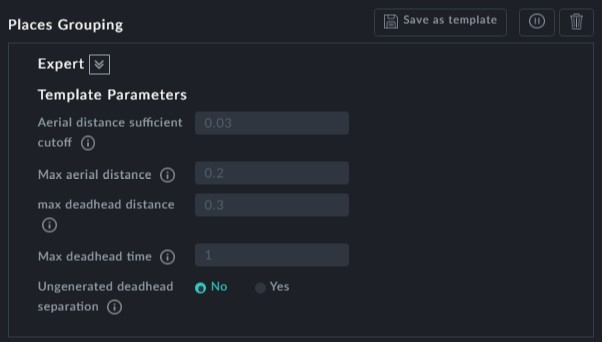 Places Grouping
Save as template
Expert
Template Parameters
Aerial distance sufficient
cutoff
0.03
Max aerial distance
0.2
max deadhead distance
0.3
Max deadhead time
1
Ungenerated deadhead
separation
No
Yes